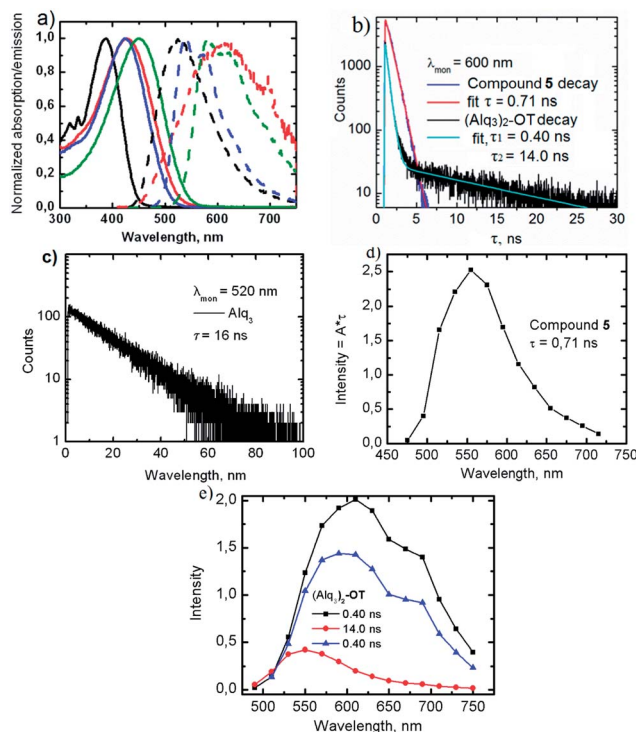 a)
Normalized absorption/emission
1,0
0,8
0,6
0,4
0,2
0,0
300 400 500 600 700
Wavelength, nm
b)
Counts
1000
100
10
λmon = 600 nm
Compound 5 decay
fit τ = 0.71 ns
(Alq3)2-OT decay
fit, τ1 = 0.40 ns
τ2 = 14.0 ns
0 5 10 15 20 25 30
τ, ns
c)
Counts
100
10
1
λmon = 520 nm
Alq3
τ = 16 ns
0 20 40 60 80 100
Wavelength, nm
d)
Intensity = A*τ
2,5
2,0
1,5
1,0
0,5
0,0
Compound 5
τ = 0,71 ns
450 500 550 600 650 700 750
Wavelength, nm
e)
Intensity
2,0
1,5
1,0
0,5
0,0
(Alq3)2-OT
0.40 ns
14.0 ns
0.40 ns
500 550 600 650 700 750
Wavelength, nm